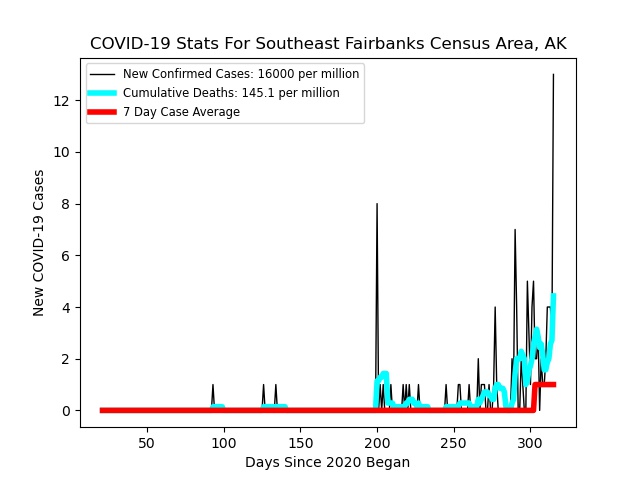 COVID-19 Stats For Southeast Fairbanks Census Area, AK
New Confirmed Cases: 16000 per million
Cumulative Deaths: 145.1 per million
7 Day Case Average
New COVID-19 Cases
12
10
8
6
4
2
0
50 100 150 200 250 300
Days Since 2020 Began